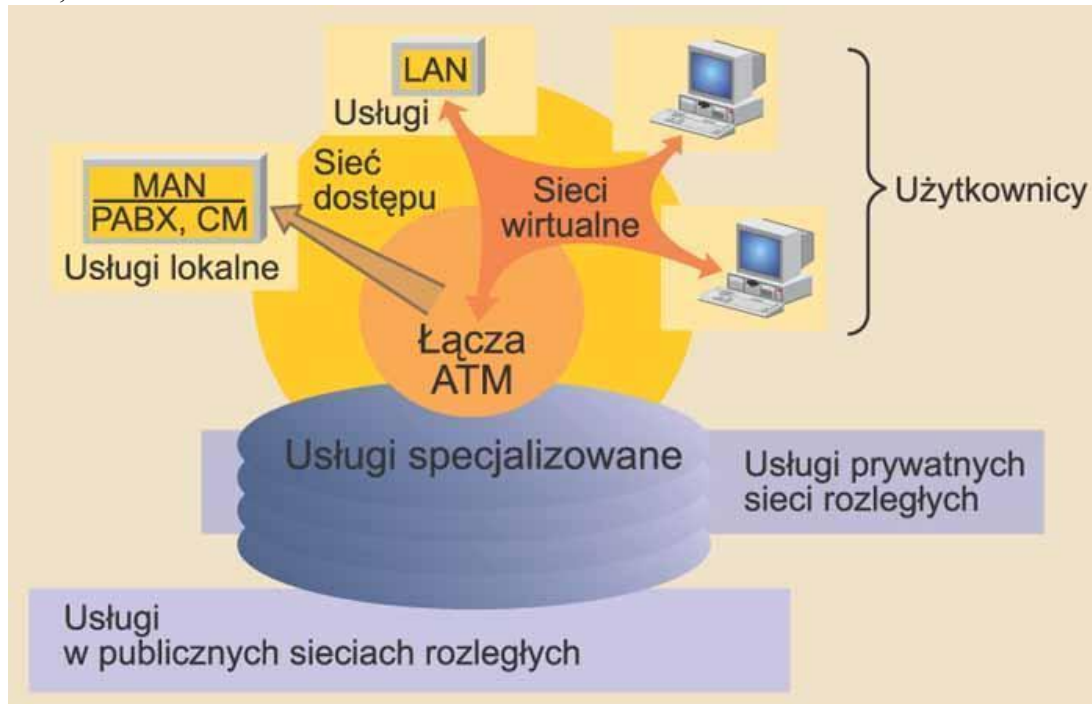 LAN
Usługi
MAN
PABX, CM
Usługi lokalne
Sieć
dostępu
Sieci
wirtualne
Użytkownicy
Łącza
ATM
Usługi specjalizowane
Usługi prywatnych
sieci rozległych
Usługi
w publicznych sieciach rozległych